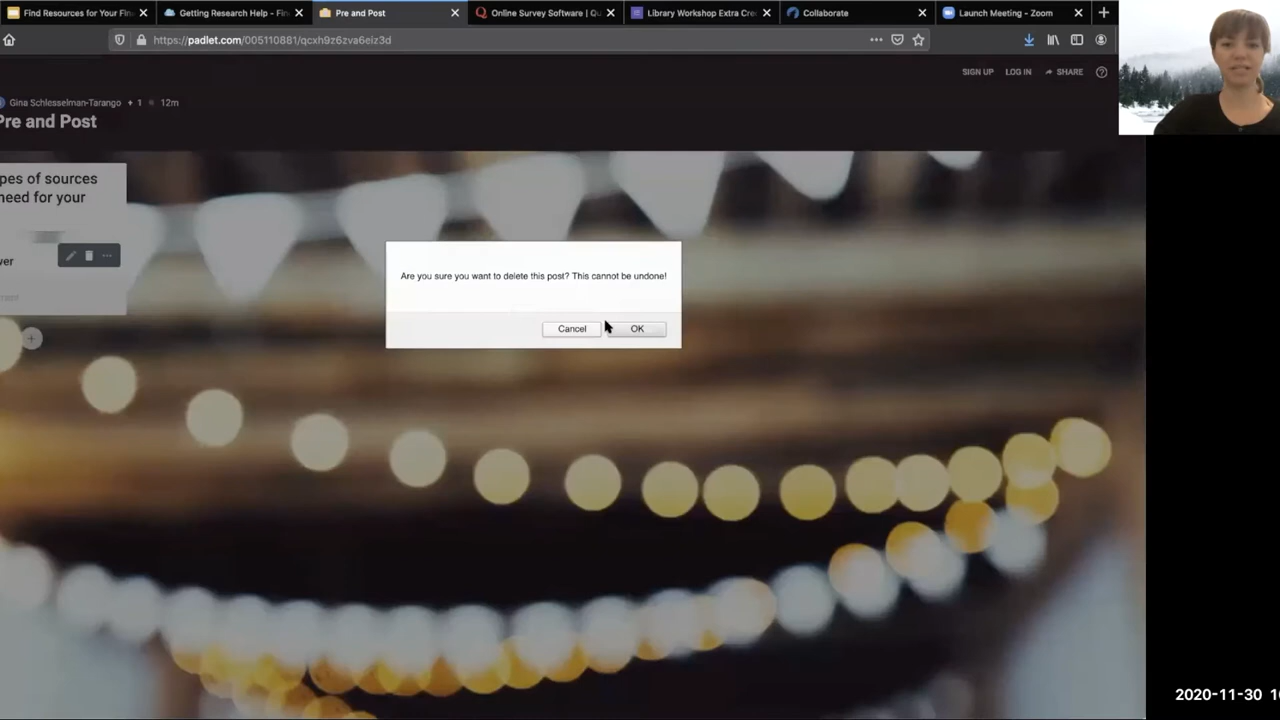 Find Resources for Your Fin
Getting Research Help - Fin
Pre and Post
Online Survey Software | Qu
Library Workshop Extra Cre
Collaborate
Launch Meeting - Zoom
https://padlet.com/005110881/qcxh9z6zva6eiz3d
SIGN UP LOG IN SHARE
Gina Schlesselman-Tarango + 1 12m
Pre and Post
pes of sources
need for your
wer
Are you sure you want to delete this post? This cannot be undone!
Cancel OK
2020-11-30 1